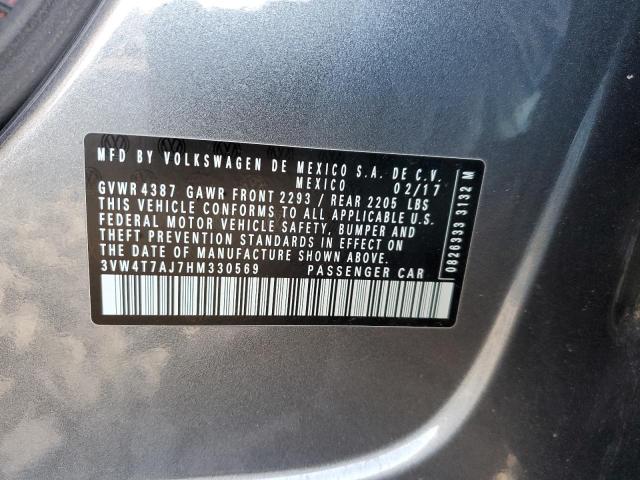 MFD BY VOLKSWAGEN DE MEXICO S.A. DE C.V.
MEXICO 02/17
GVWR 4387 GAWR FRONT 2293 / REAR 2205 LBS
THIS VEHICLE CONFORMS TO ALL APPLICABLE U.S.
FEDERAL MOTOR VEHICLE SAFETY, BUMPER AND
THEFT PREVENTION STANDARDS IN EFFECT ON
THE DATE OF MANUFACTURE SHOWN ABOVE.
3VW4T7AJ7HM330569 PASSENGER CAR
0826333 3132 M